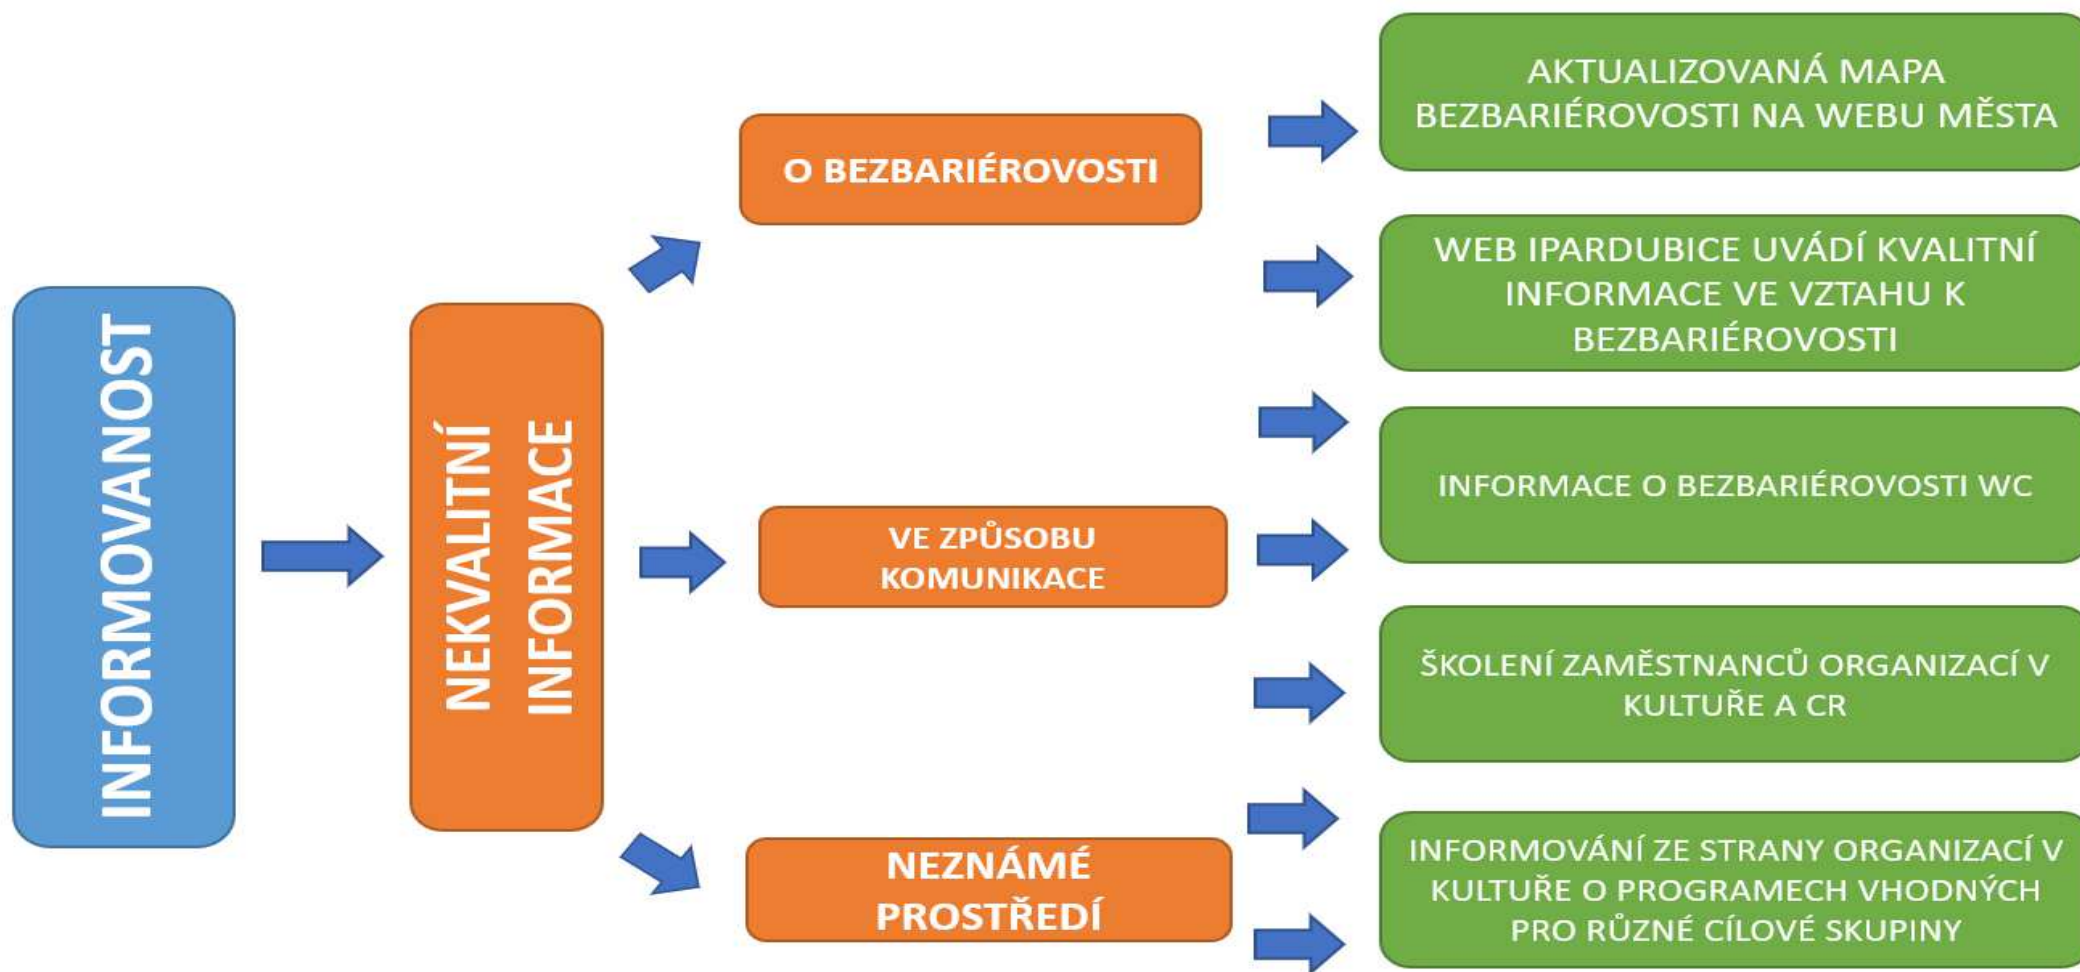 INFORMOVANOST
NEKVALITNÍ
INFORMACE
O BEZBARIÉROVOSTI
VE ZPŮSOBU
KOMUNIKACE
NEZNÁMÉ
PROSTŘEDÍ
AKTUALIZOVANÁ MAPA
BEZBARIÉROVOSTI NA WEBU MĚSTA
WEB IPARDUBICE UVÁDÍ KVALITNÍ
INFORMACE VE VZTAHU K
BEZBARIÉROVOSTI
INFORMACE O BEZBARIÉROVOSTI WC
ŠKOLENÍ ZAMĚSTNANCŮ ORGANIZACÍ V
KULTUŘE A CR
INFORMOVÁNÍ ZE STRANY ORGANIZACÍ V
KULTUŘE O PROGRAMECH VHODNÝCH
PRO RŮZNÉ CÍLOVÉ SKUPINY